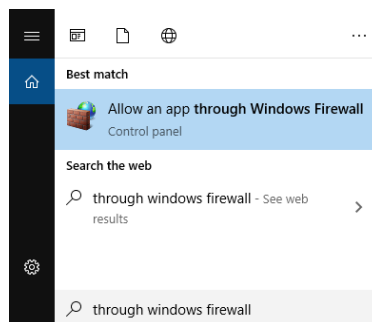 Best match
Allow an app through Windows Firewall
Control panel
Search the web
through windows firewall - See web
results
through windows firewall